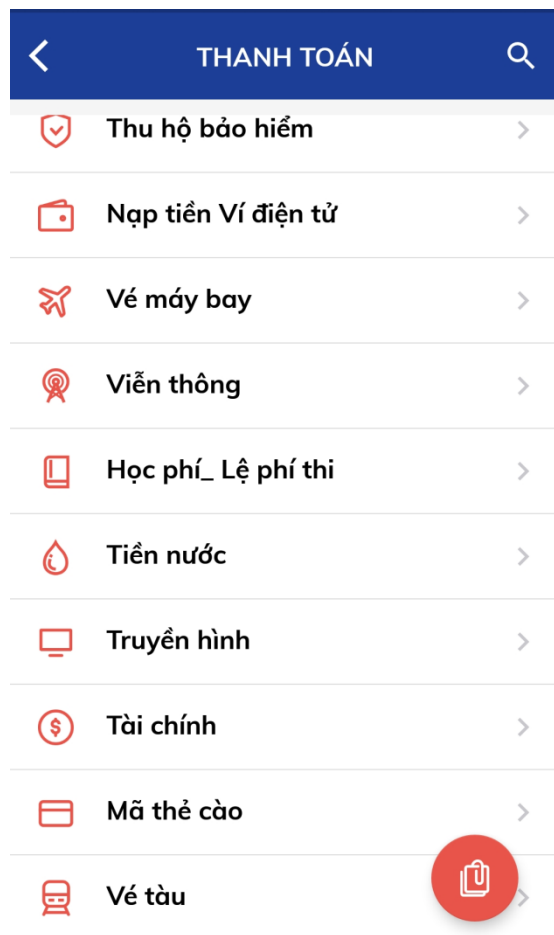 THANH TOÁN
Thu hộ bảo hiểm
Nạp tiền Ví điện tử
Vé máy bay
Viễn thông
Học phí_ Lệ phí thi
Tiền nước
Truyền hình
Tài chính
Mã thẻ cào
Vé tàu